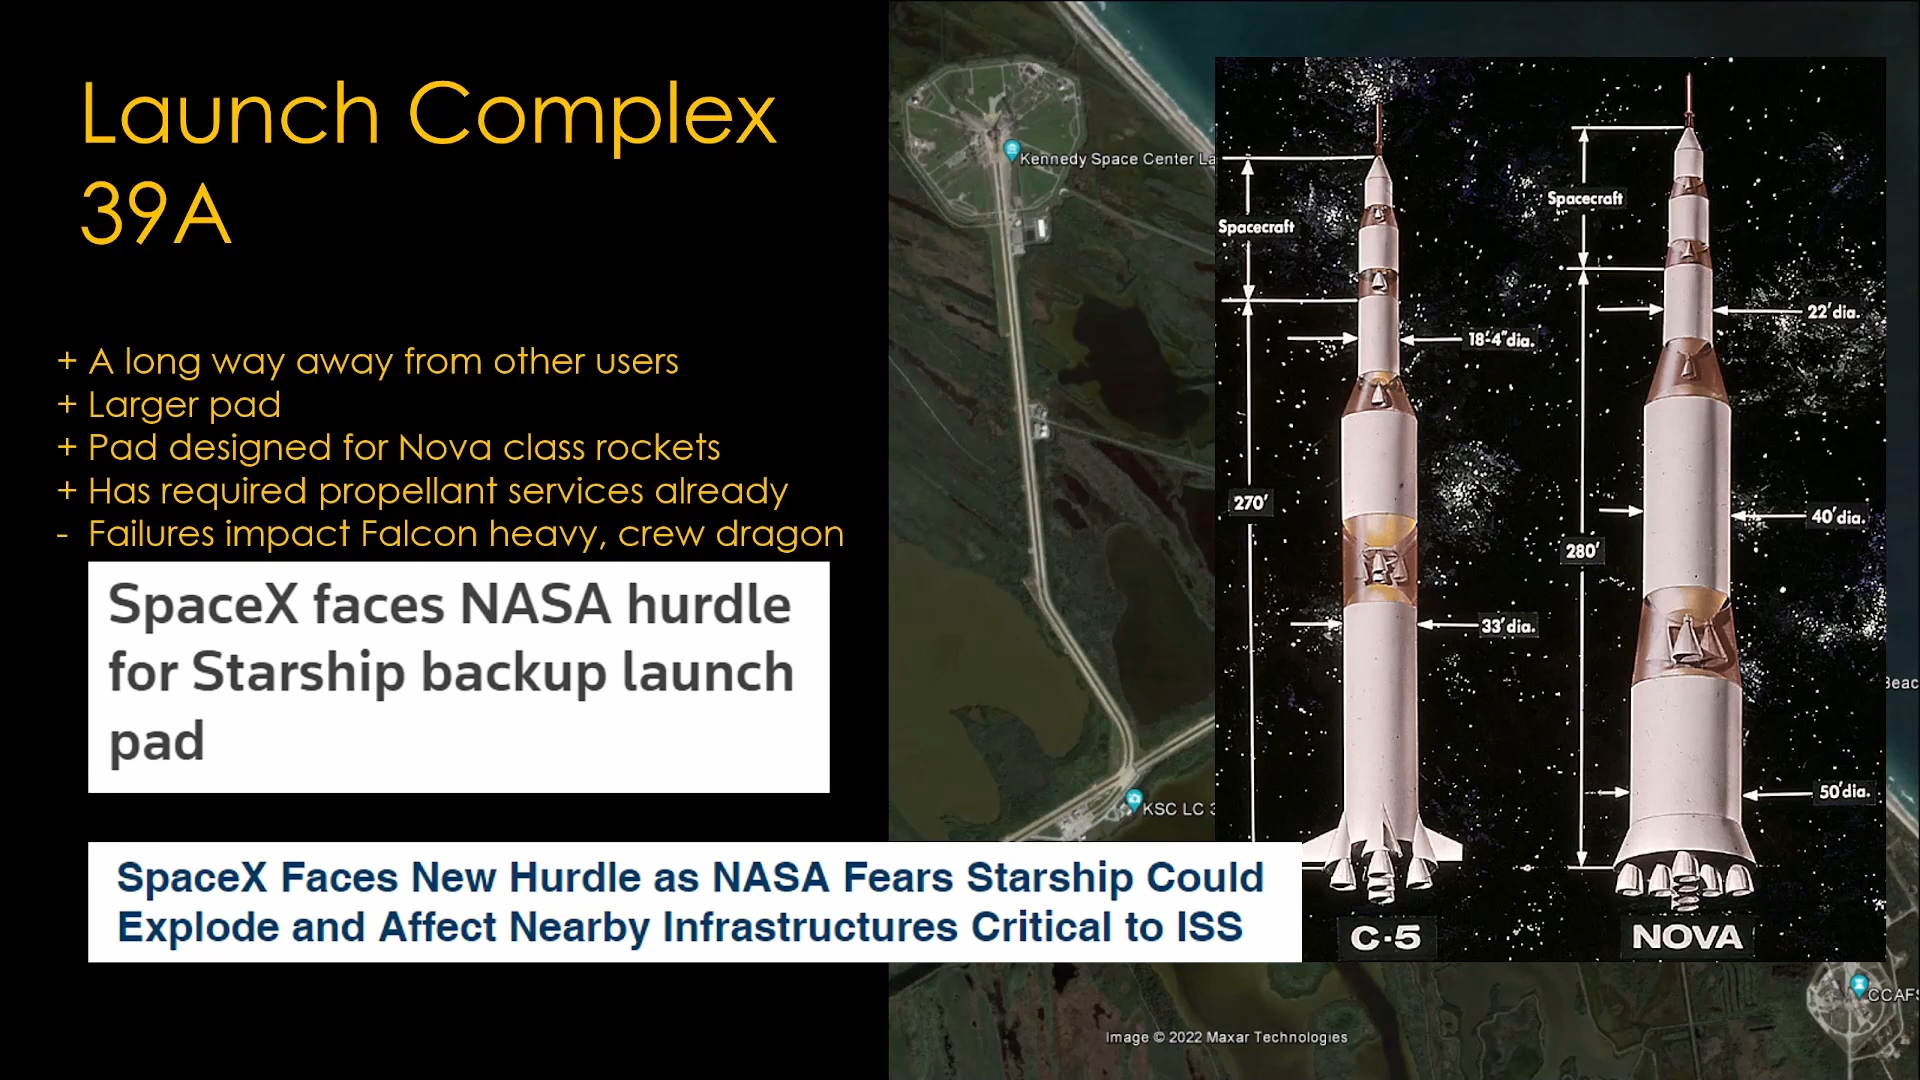 Launch Complex
39A
+ A long way away from other users
+ Larger pad
+ Pad designed for Nova class rockets
+ Has required propellant services already
- Failures impact Falcon heavy, crew dragon
SpaceX faces NASA hurdle
for Starship backup launch
pad
SpaceX Faces New Hurdle as NASA Fears Starship Could
Explode and Affect Nearby Infrastructures Critical to ISS
Kennedy Space Center La
KSC LC 3
Spacecraft
18'-4" dia.
270'
33' dia.
C-5
Spacecraft
22' dia.
40' dia.
280'
50' dia.
NOVA
Beac
CCAFS
Image © 2022 Maxar Technologies